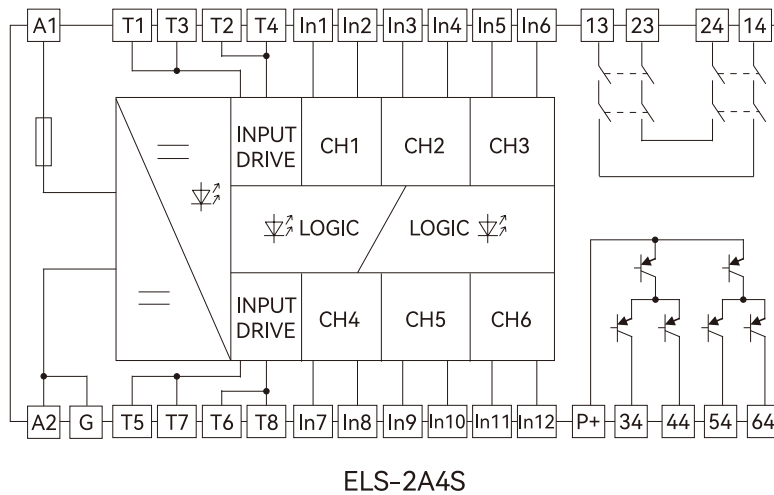 A1 T1 T3 T2 T4 In1 In2 In3 In4 In5 In6 13 23 24 14
INPUT
DRIVE
CH1 CH2 CH3
LOGIC LOGIC
INPUT
DRIVE
CH4 CH5 CH6
A2 G T5 T7 T6 T8 In7 In8 In9 In10 In11 In12 P+ 34 44 54 64
ELS-2A4S